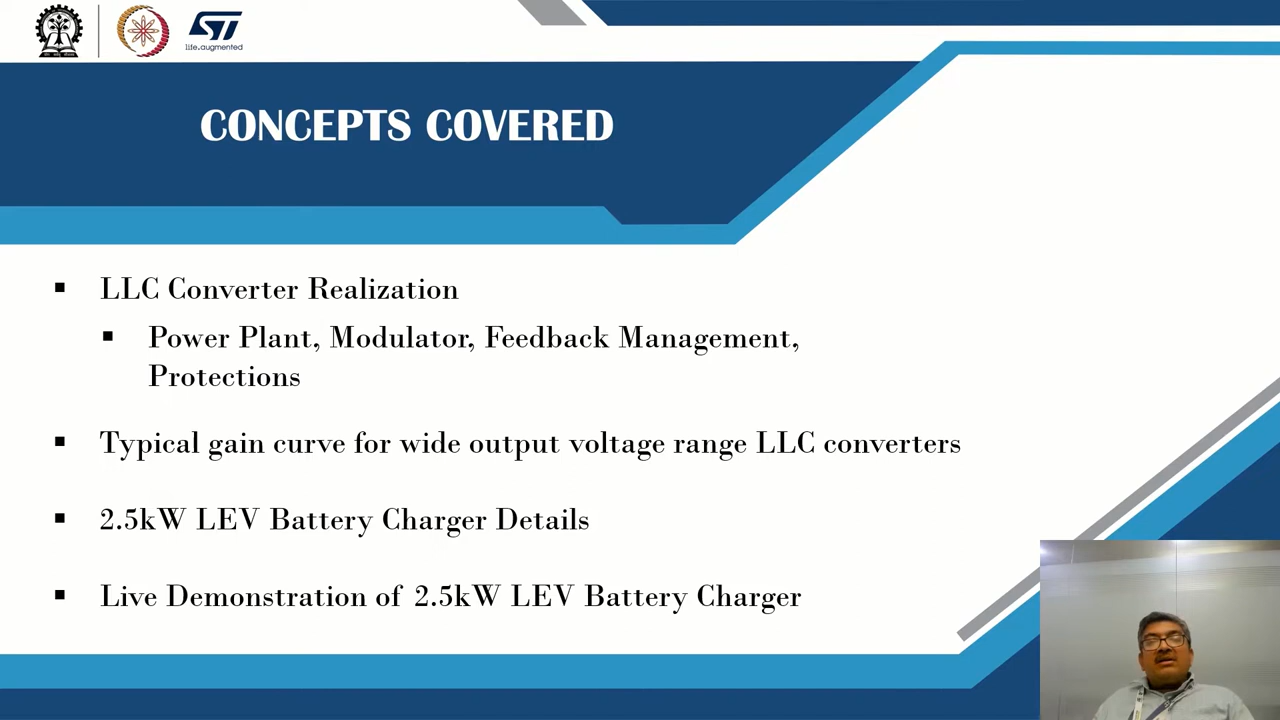 life.augmented
CONCEPTS COVERED
▪ LLC Converter Realization
▪ Power Plant, Modulator, Feedback Management,
Protections
▪ Typical gain curve for wide output voltage range LLC converters
▪ 2.5kW LEV Battery Charger Details
▪ Live Demonstration of 2.5kW LEV Battery Charger